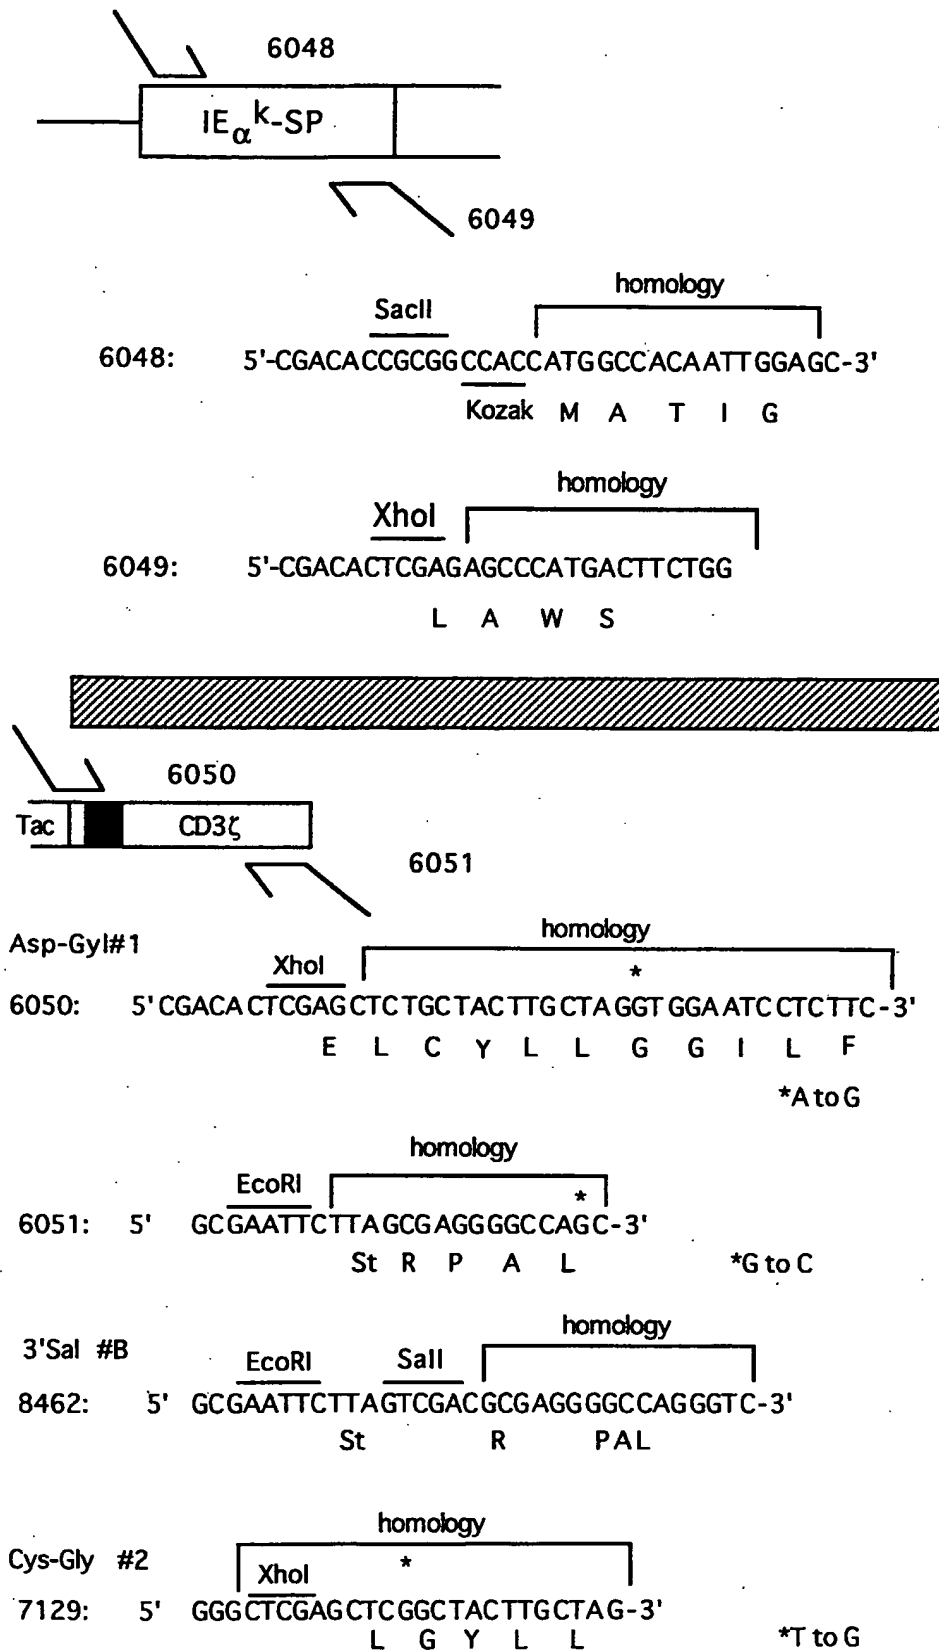 6048
IEαk-SP
6049
homology
SacII
6048: 5'-CGACACCGCGGCCACCATGGCCACAATTGGAGC-3'
Kozak M A T I G
homology
XhoI
6049: 5'-CGACACTCGAGAGCCCATGACTTCTGG
L A W S
6050
Tac CD3ζ
6051
Asp-Gyl#1
homology
XhoI *
6050: 5'CGACACTCGAGCTCTGCTACTTGCTAGGTGGAATCCTCTTC-3'
E L C Y L L G G I L F
*A to G
homology
EcoRI *
6051: 5' GCGAATTCTTAGCGAGGGGCCAGC-3'
St R P A L *G to C
homology
3'Sal #B
EcoRI SalI
8462: 5' GCGAATTCTTAGTCGACGCGAGGGGCCAGGGTC-3'
St R PAL
homology
Cys-Gly #2 *
XhoI
7129: 5' GGGCTCGAGCTCGGCTACTTGCTAG-3'
L G Y L L *T to G